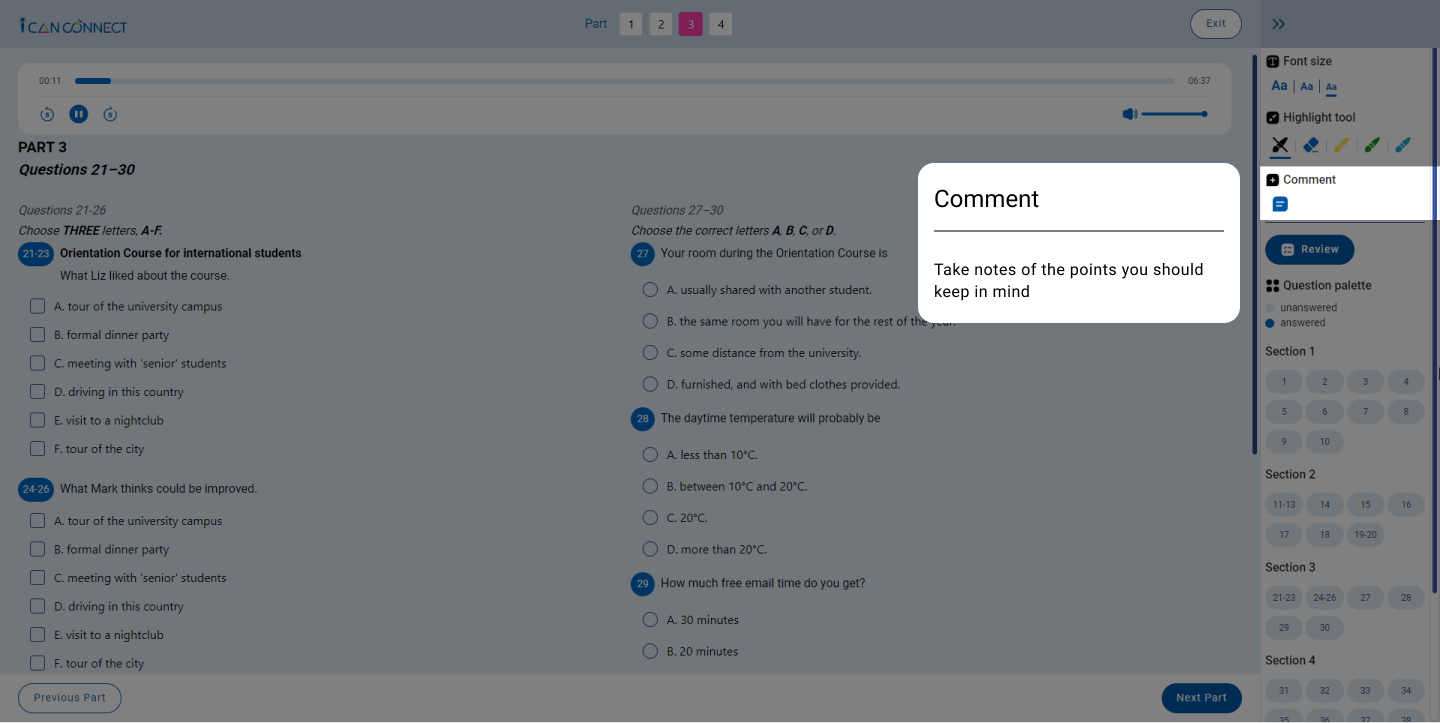 i CAN CONNECT
Part 1 2 3 4
Exit
00:11
06:37
5
5
PART 3
Questions 21–30
Questions 21-26
Choose THREE letters, A-F.
21-23 Orientation Course for international students
What Liz liked about the course.
A. tour of the university campus
B. formal dinner party
C. meeting with 'senior' students
D. driving in this country
E. visit to a nightclub
F. tour of the city
24-26 What Mark thinks could be improved.
A. tour of the university campus
B. formal dinner party
C. meeting with 'senior' students
D. driving in this country
E. visit to a nightclub
F. tour of the city
Questions 27–30
Choose the correct letters A, B, C, or D.
27 Your room during the Orientation Course is
A. usually shared with another student.
B. the same room you will have for the rest of the year.
C. some distance from the university.
D. furnished, and with bed clothes provided.
28 The daytime temperature will probably be
A. less than 10°C.
B. between 10°C and 20°C.
C. 20°C.
D. more than 20°C.
29 How much free email time do you get?
A. 30 minutes
B. 20 minutes
Comment
Take notes of the points you should
keep in mind
Previous Part
Next Part
T Font size
Aa | Aa | Aa
Highlight tool
Comment
Review
Question palette
unanswered
answered
Section 1
1 2 3 4
5 6 7 8
9 10
Section 2
11-13 14 15 16
17 18 19-20
Section 3
21-23 24-26 27 28
29 30
Section 4
31 32 33 34
35 36 37 38